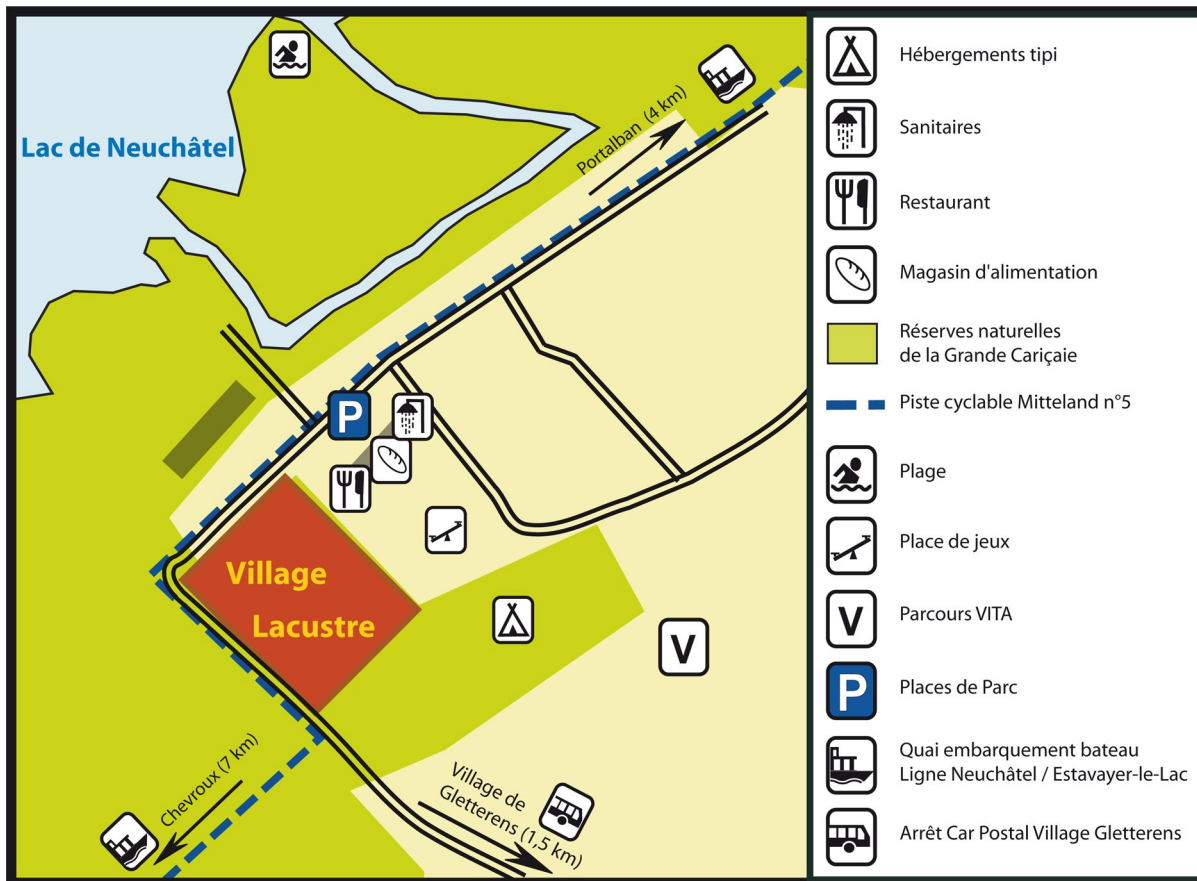 Lac de Neuchâtel
Portalban (4 km)
P
Village
Lacustre
V
Chevroux (7 km)
Village de
Gletterens (1,5 km)
Hébergements tipi
Sanitaires
Restaurant
Magasin d'alimentation
Réserves naturelles
de la Grande Cariçaie
Piste cyclable Mitteland n°5
Plage
Place de jeux
V
Parcours VITA
P
Places de Parc
Quai embarquement bateau
Ligne Neuchâtel / Estavayer-le-Lac
Arrêt Car Postal Village Gletterens